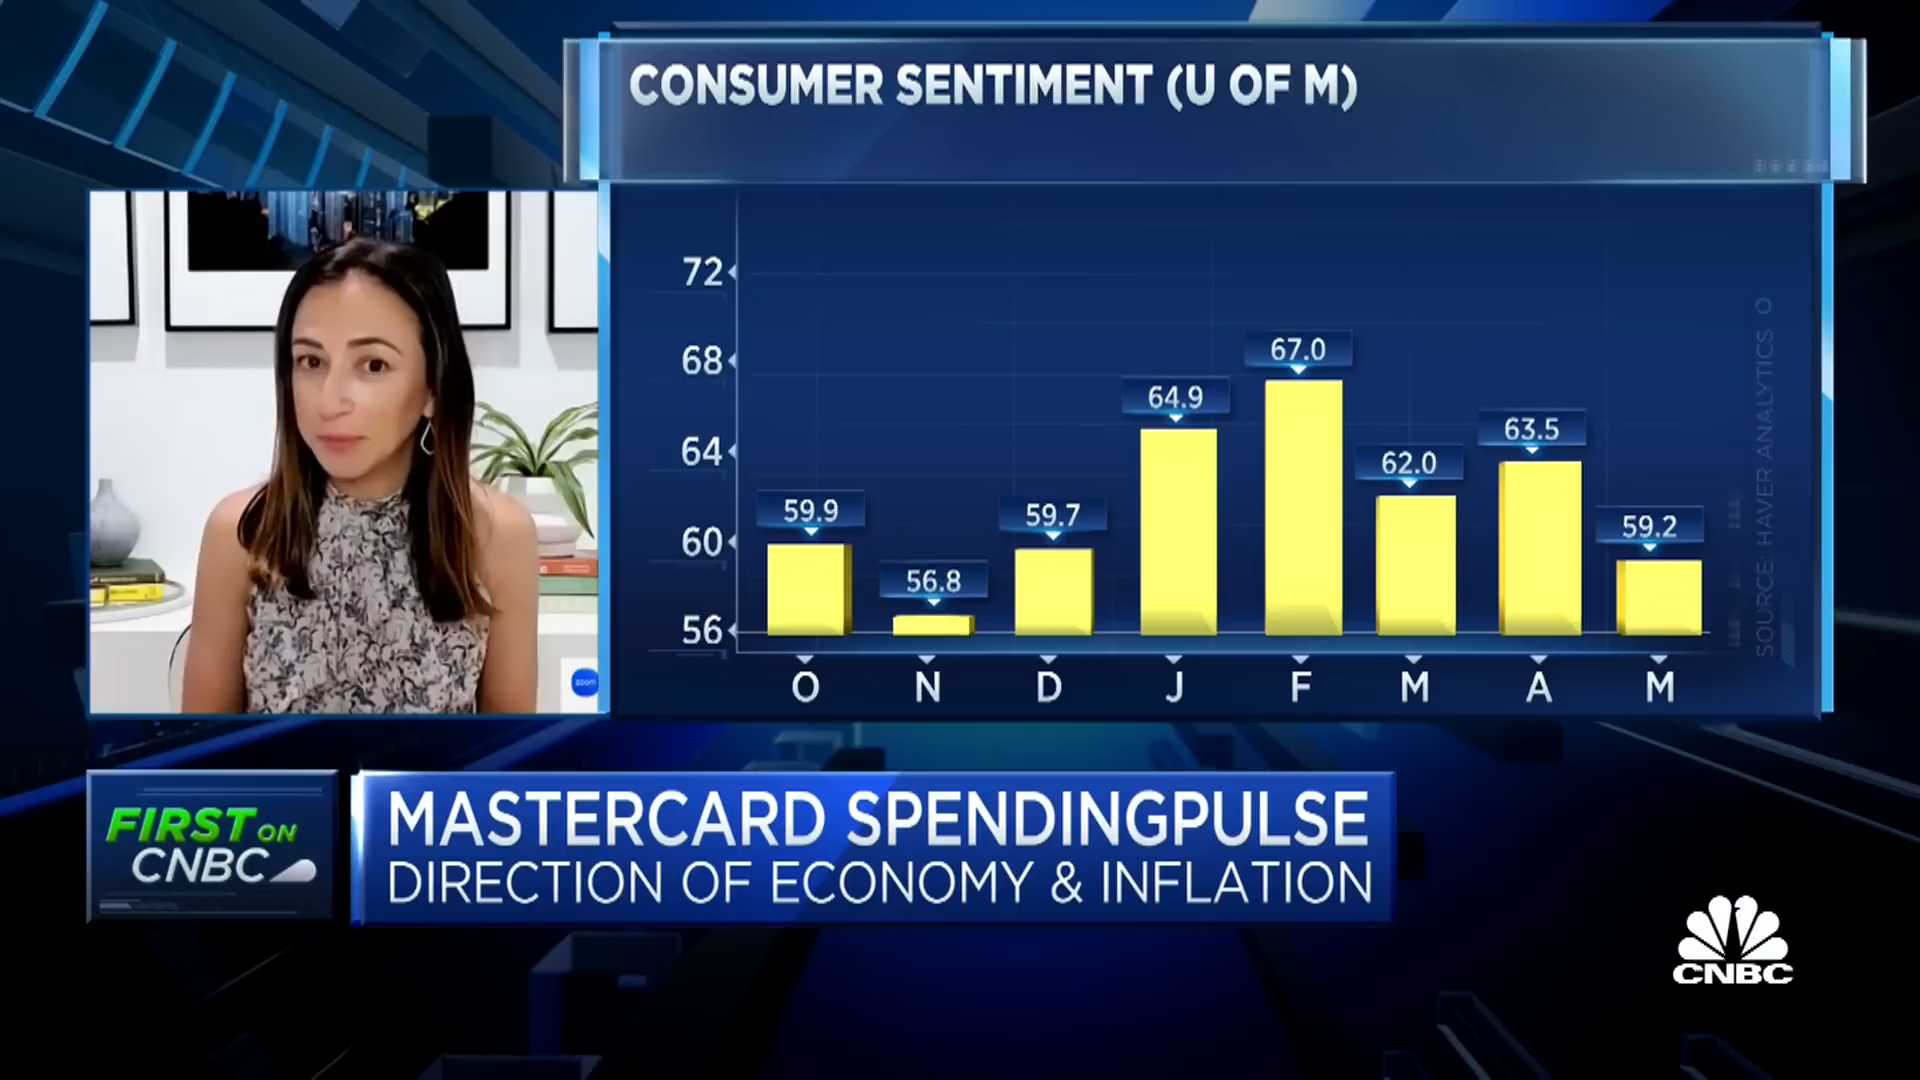 CONSUMER SENTIMENT (U OF M)
72
68
64
60
56
59.9
56.8
59.7
64.9
67.0
62.0
63.5
59.2
O N D J F M A M
SOURCE: HAVER ANALYTICS
zoom
FIRST ON
CNBC
MASTERCARD SPENDINGPULSE
DIRECTION OF ECONOMY & INFLATION
CNBC